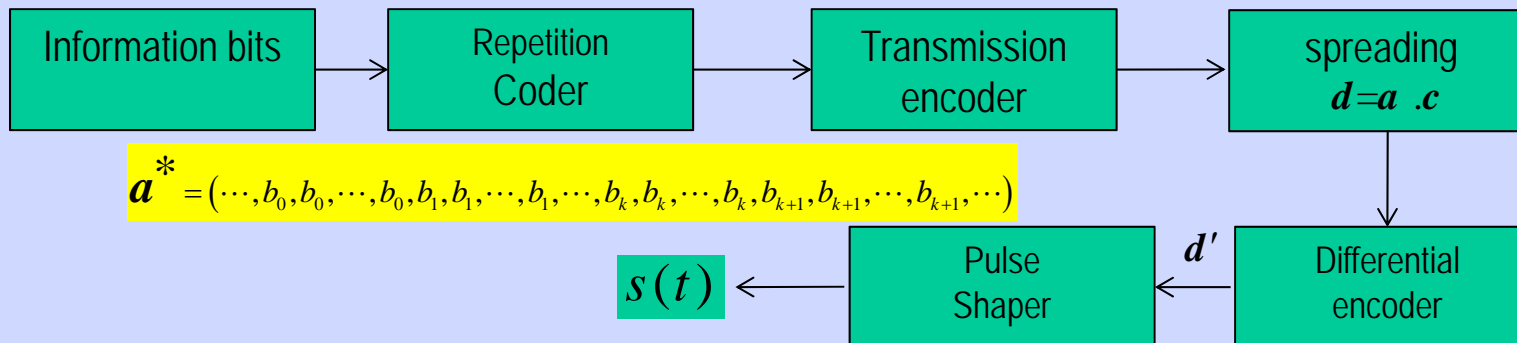 Information bits
Repetition
Coder
Transmission
encoder
spreading
d=a .c
a* = (⋯, b₀, b₀, ⋯, b₀, b₁, b₁, ⋯, b₁, ⋯, bₖ, bₖ, ⋯, bₖ, bₖ₊₁, bₖ₊₁, ⋯, bₖ₊₁, ⋯)
s(t)
Pulse
Shaper
d′
Differential
encoder